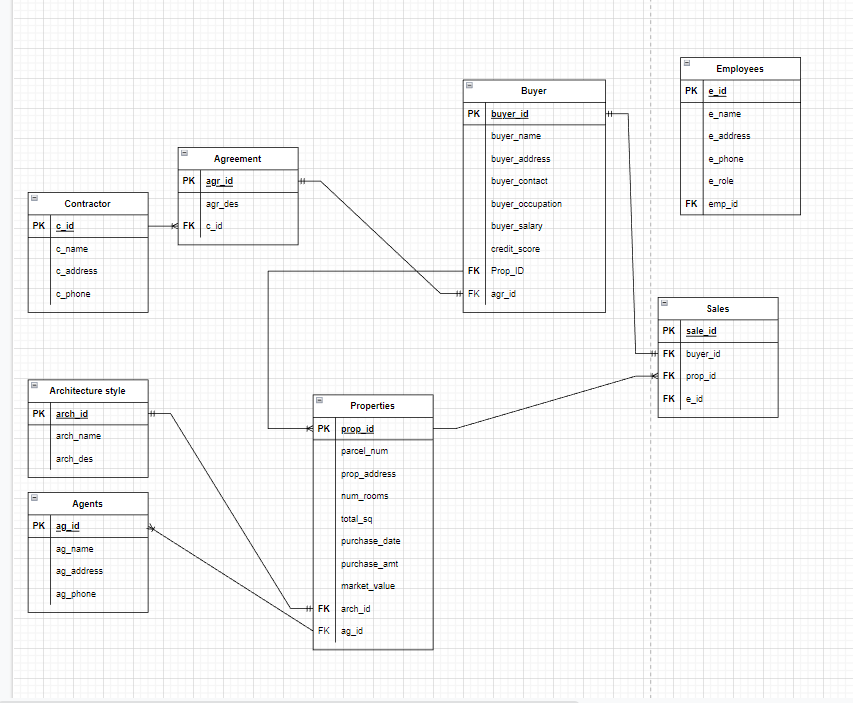 Employees
PK e_id
e_name
e_address
e_phone
e_role
FK emp_id
Buyer
PK buyer_id
buyer_name
buyer_address
buyer_contact
buyer_occupation
buyer_salary
credit_score
FK Prop_ID
FK agr_id
Agreement
PK agr_id
agr_des
FK c_id
Contractor
PK c_id
c_name
c_address
c_phone
Sales
PK sale_id
FK buyer_id
FK prop_id
FK e_id
Architecture style
PK arch_id
arch_name
arch_des
Properties
PK prop_id
parcel_num
prop_address
num_rooms
total_sq
purchase_date
purchase_amt
market_value
FK arch_id
FK ag_id
Agents
PK ag_id
ag_name
ag_address
ag_phone